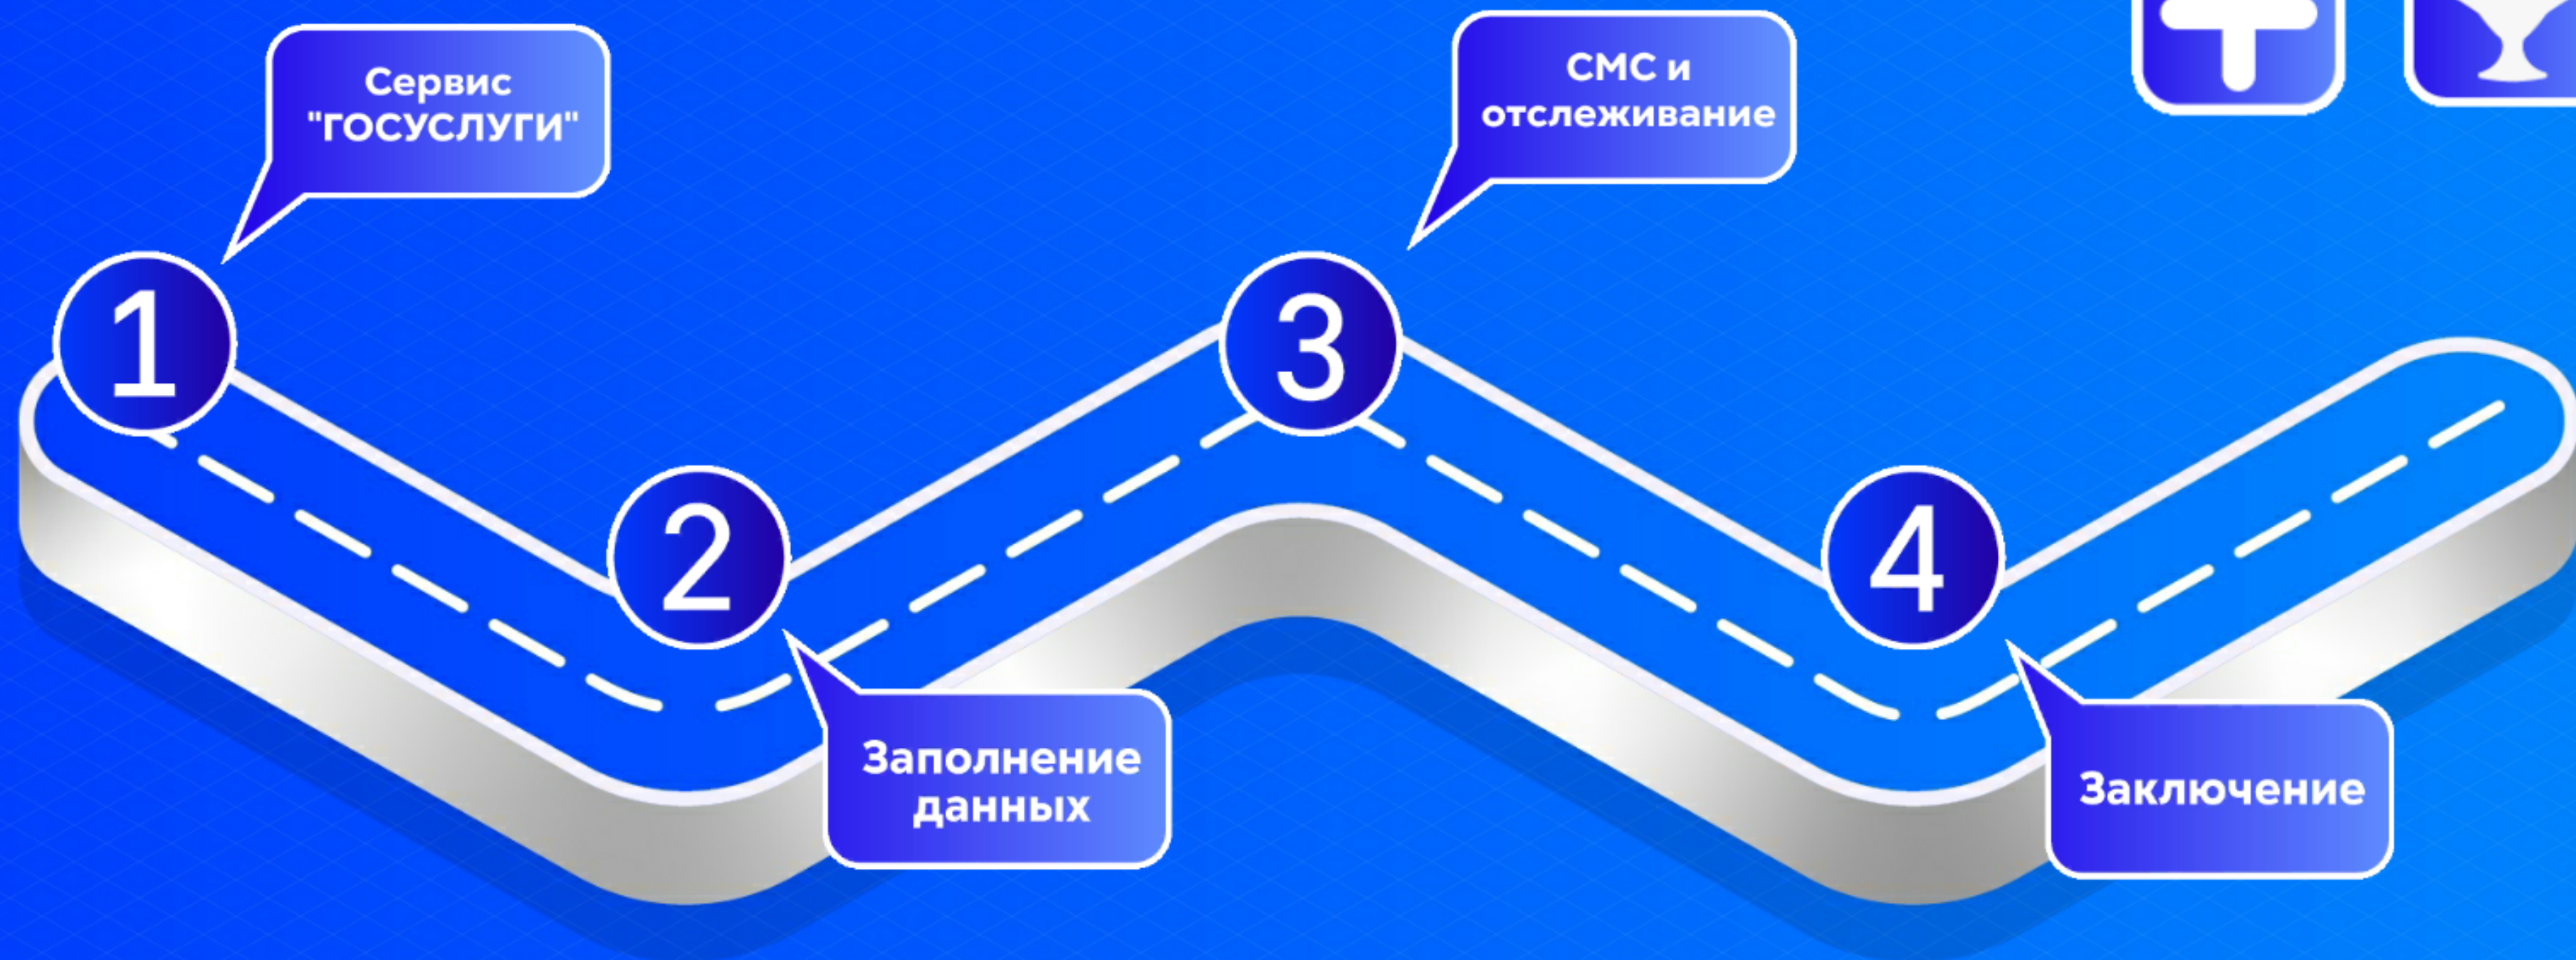 Сервис
"ГОСУСЛУГИ"
СМС и
отслеживание
1
3
2
4
Заполнение
данных
Заключение